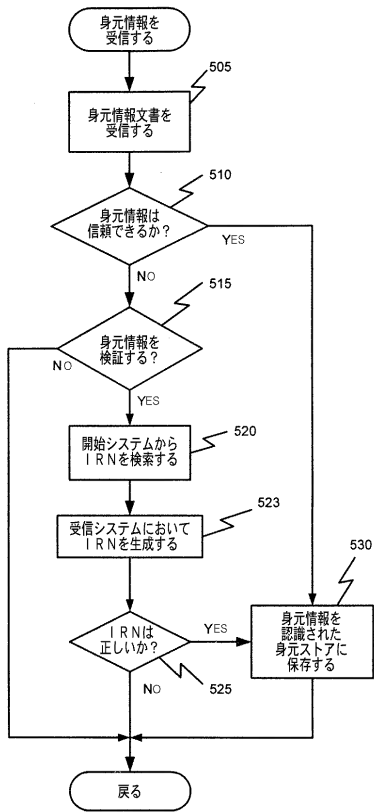 身元情報を
受信する
505
身元情報文書を
受信する
510
身元情報は
信頼できるか？
YES
NO
515
身元情報を
検証する？
NO
YES
520
開始システムから
ＩＲＮを検索する
523
受信システムにおいて
ＩＲＮを生成する
530
身元情報を
認識された
身元ストアに
保存する
ＩＲＮは
正しいか？
YES
NO
525
戻る